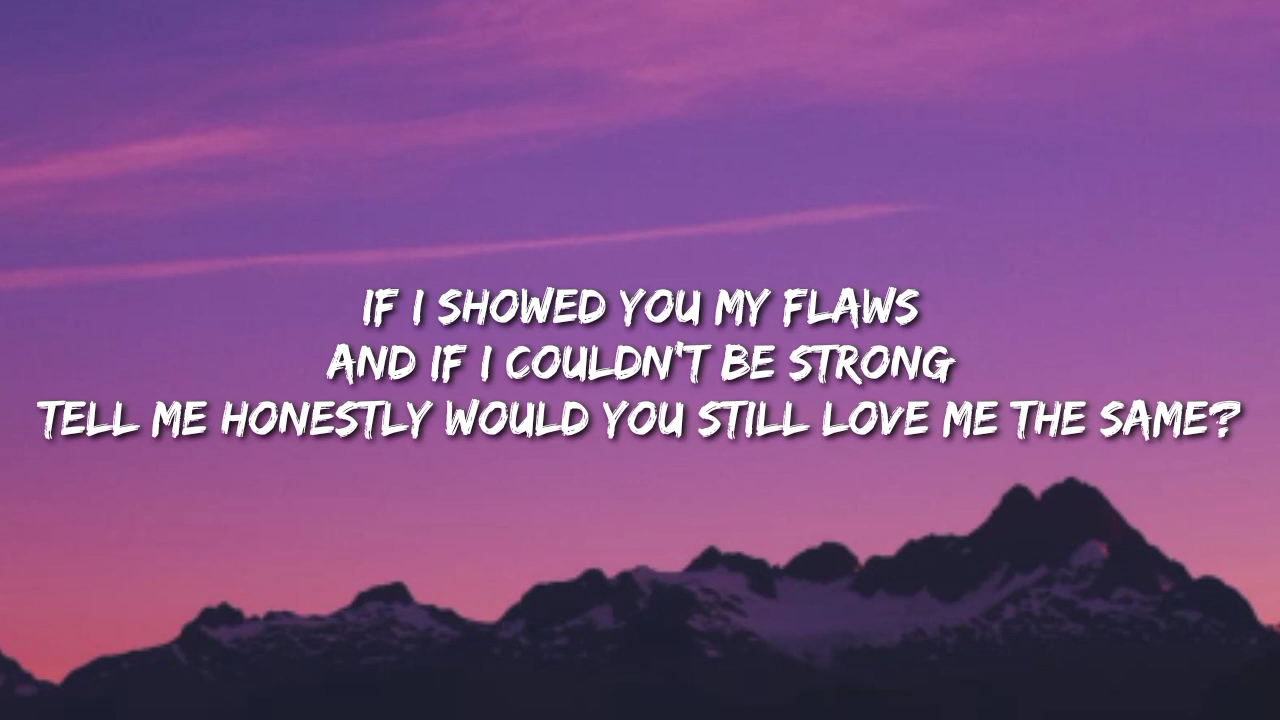 IF I SHOWED YOU MY FLAWS
AND IF I COULDN'T BE STRONG
TELL ME HONESTLY WOULD YOU STILL LOVE ME THE SAME?